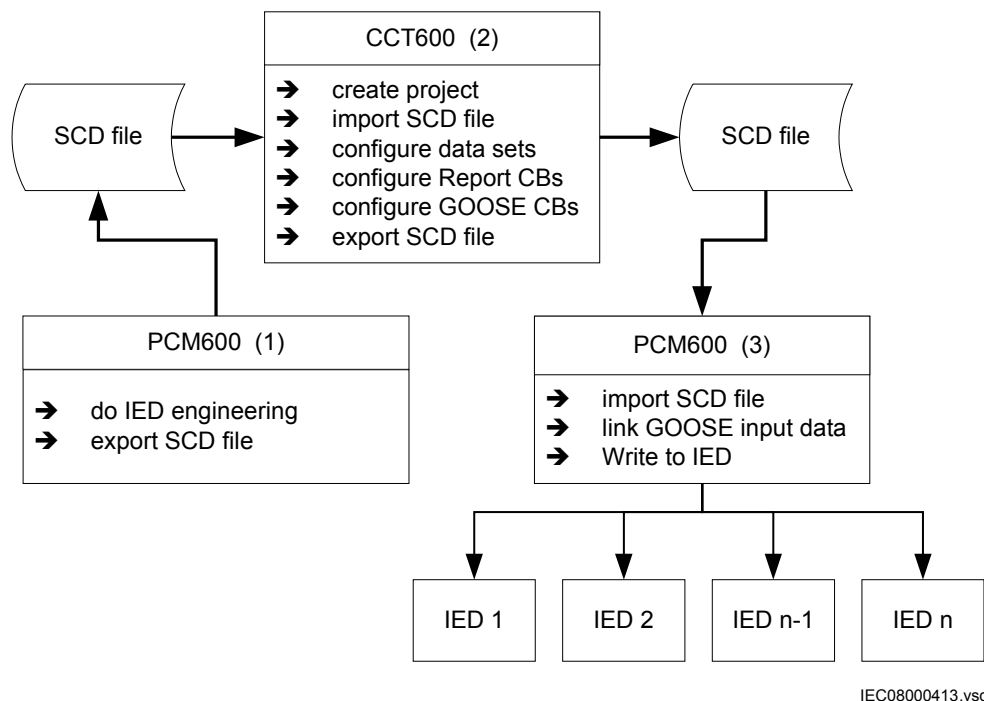 CCT600 (2)
➔ create project
➔ import SCD file
➔ configure data sets
➔ configure Report CBs
➔ configure GOOSE CBs
➔ export SCD file
SCD file
SCD file
PCM600 (1)
➔ do IED engineering
➔ export SCD file
PCM600 (3)
➔ import SCD file
➔ link GOOSE input data
➔ Write to IED
IED 1
IED 2
IED n-1
IED n
IEC08000413.vsd